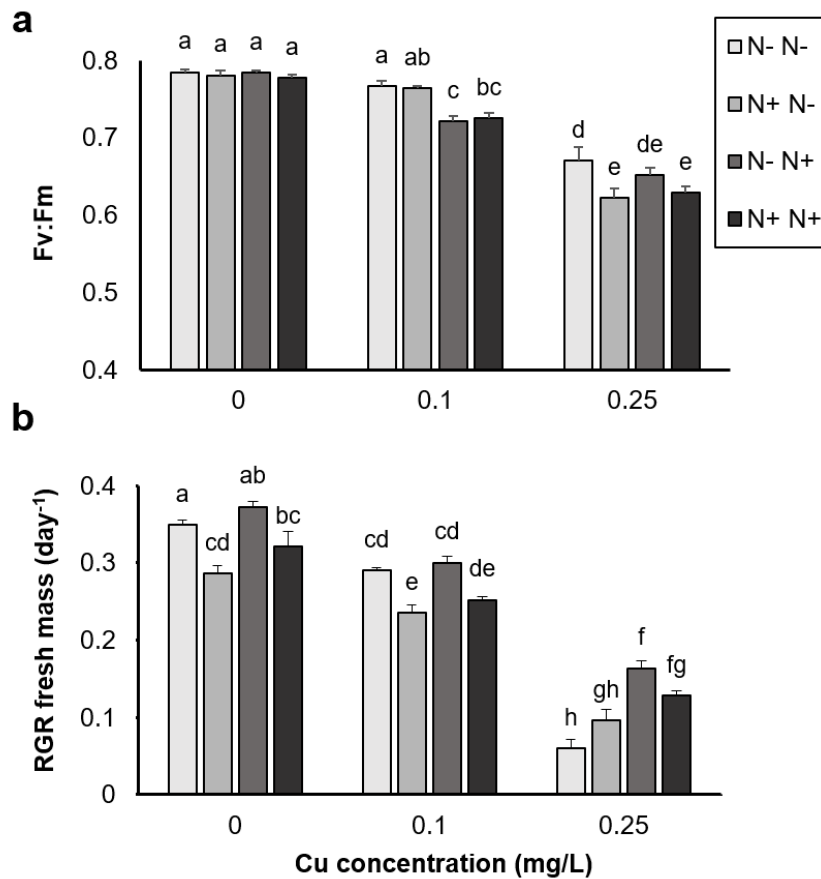 a
a a a a
a ab c bc
d e de e
0.8
0.7
0.6
0.5
0.4
Fv:Fm
0 0.1 0.25
N- N-
N+ N-
N- N+
N+ N+
b
a cd ab bc
cd e cd de
h gh f fg
0.4
0.3
0.2
0.1
0
RGR fresh mass (day-1)
0 0.1 0.25
Cu concentration (mg/L)